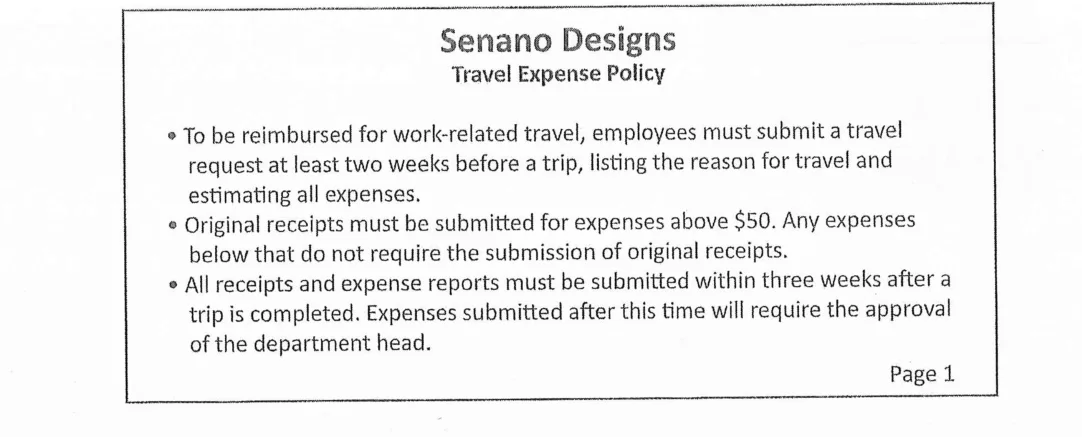 Senano Designs
Travel Expense Policy
• To be reimbursed for work-related travel, employees must submit a travel
request at least two weeks before a trip, listing the reason for travel and
estimating all expenses.
• Original receipts must be submitted for expenses above $50. Any expenses
below that do not require the submission of original receipts.
• All receipts and expense reports must be submitted within three weeks after a
trip is completed. Expenses submitted after this time will require the approval
of the department head.
Page 1